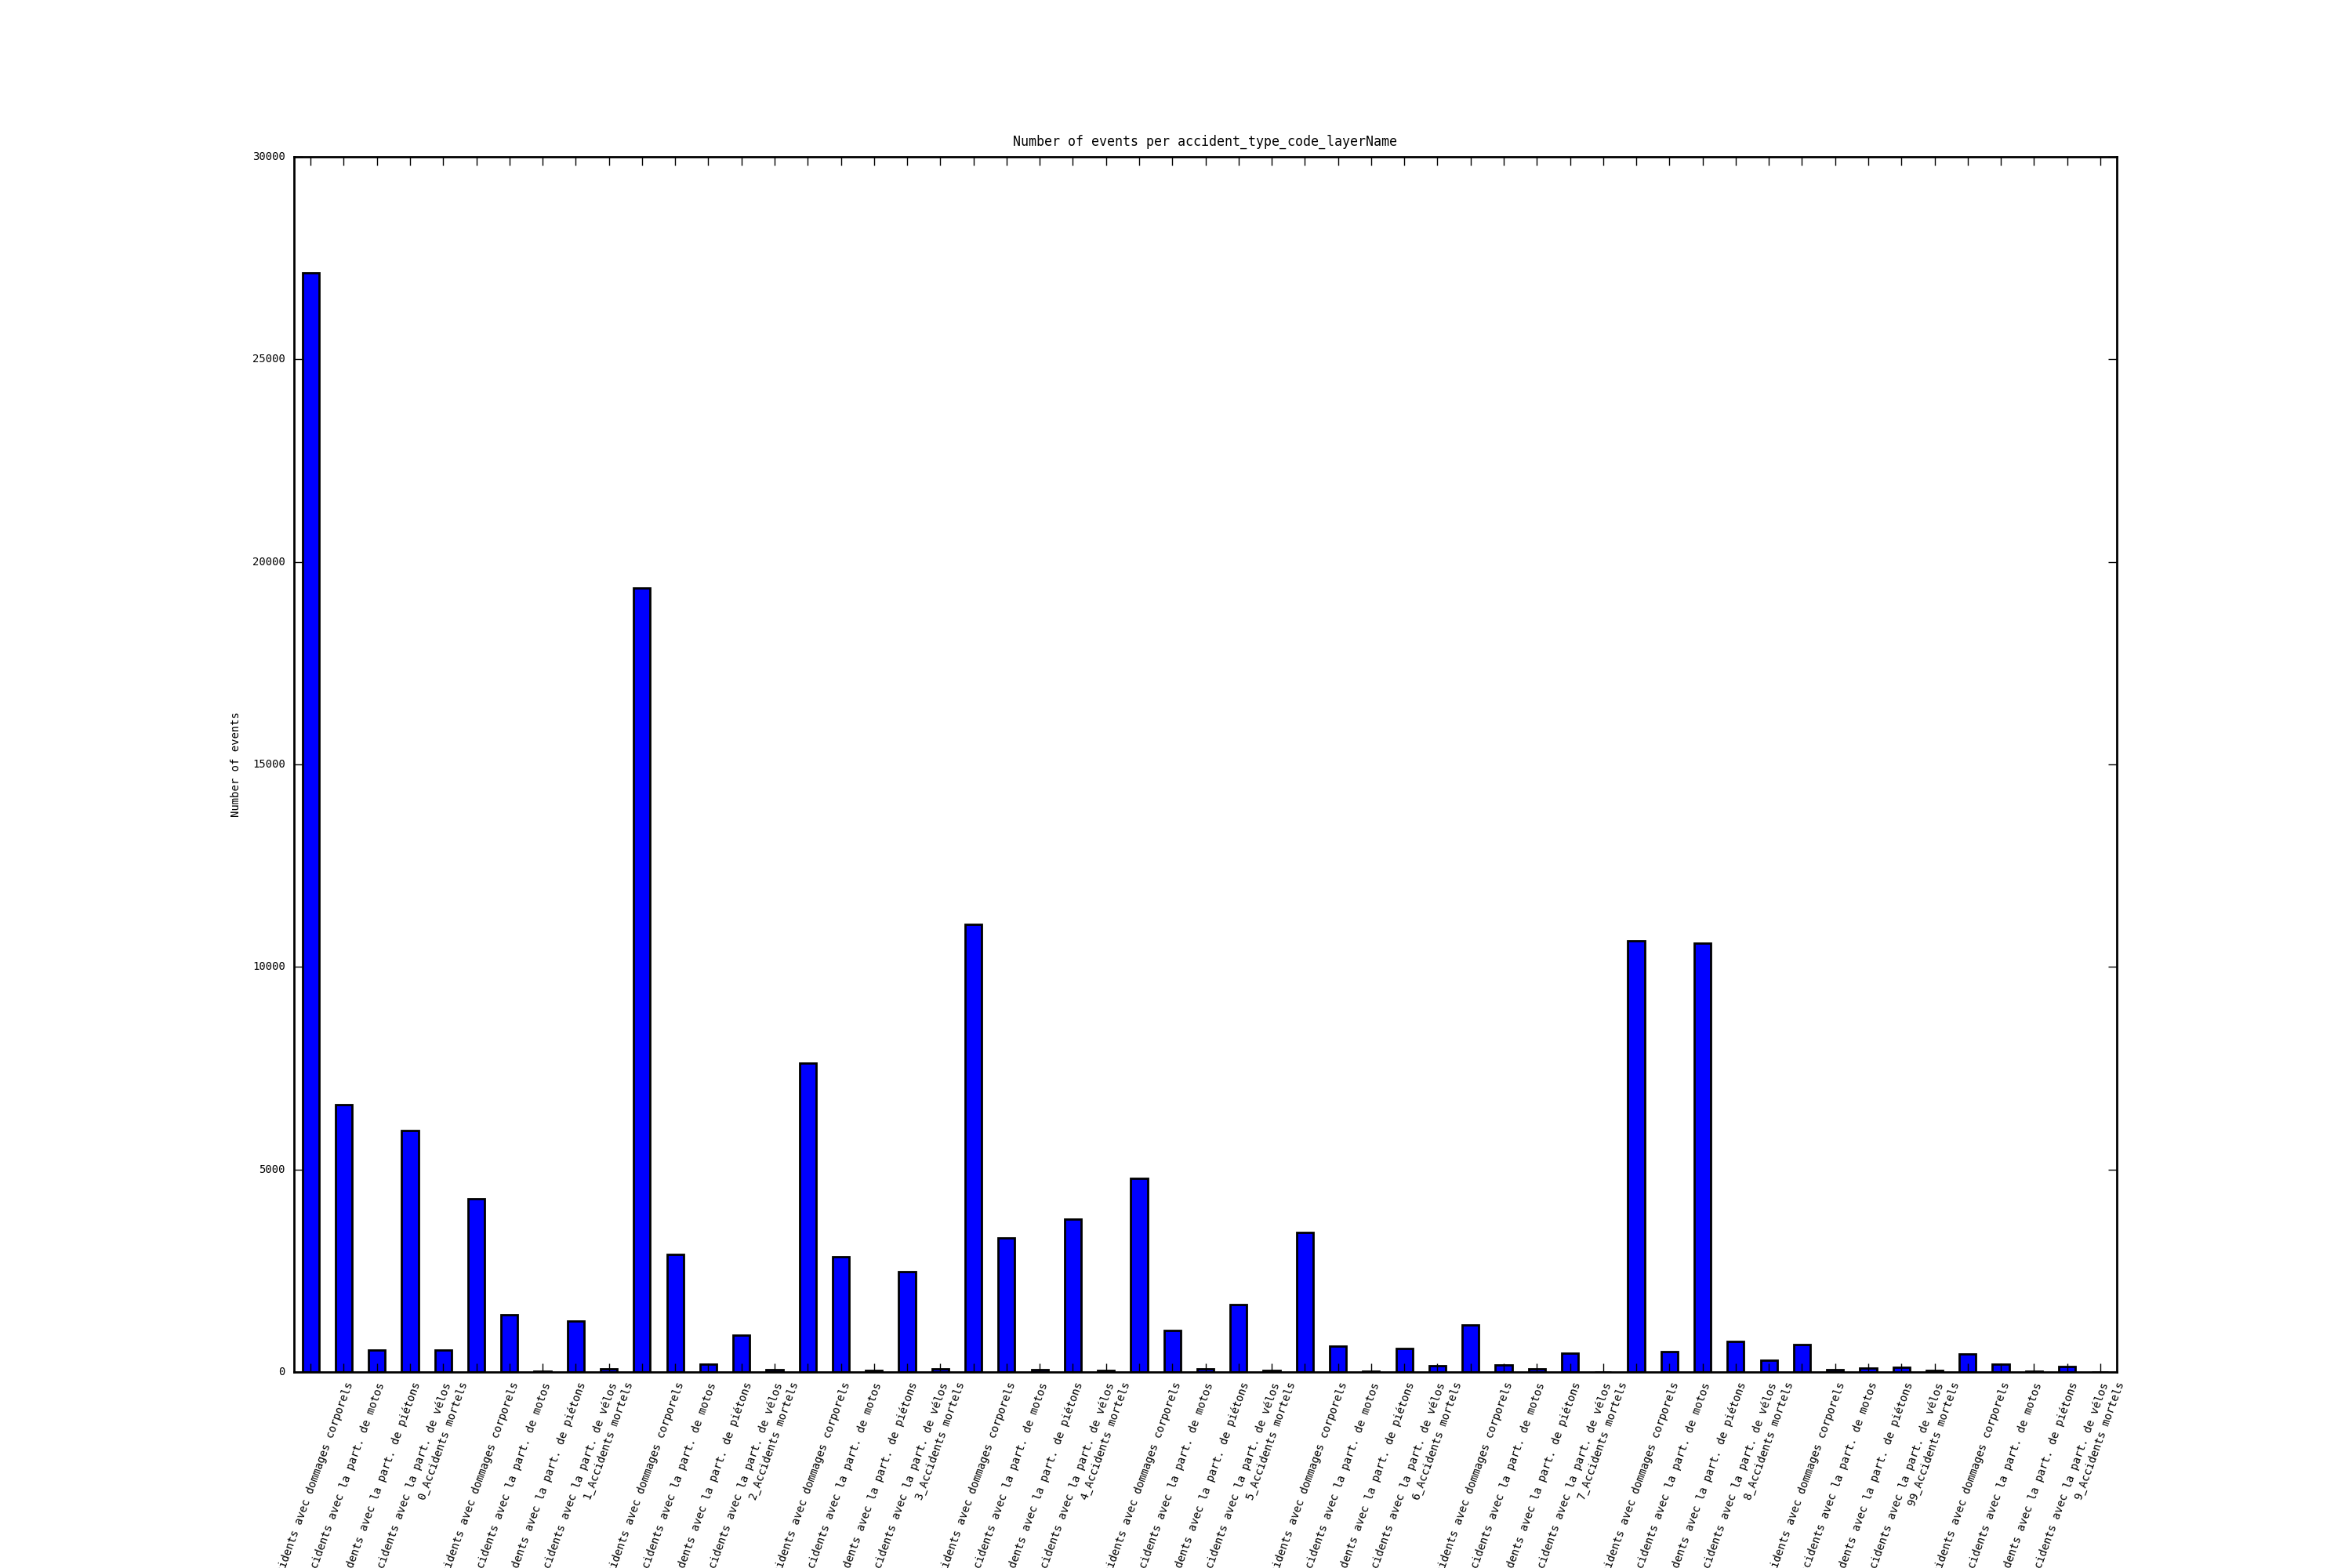 Number of events per accident_type_code_layerName
30000
25000
20000
15000
10000
5000
0
Number of events
idents avec dommages corporels
cidents avec la part. de motos
dents avec la part. de piétons
cidents avec la part. de vélos
0_Accidents mortels
idents avec dommages corporels
cidents avec la part. de motos
dents avec la part. de piétons
cidents avec la part. de vélos
1_Accidents mortels
idents avec dommages corporels
cidents avec la part. de motos
dents avec la part. de piétons
cidents avec la part. de vélos
2_Accidents mortels
idents avec dommages corporels
cidents avec la part. de motos
dents avec la part. de piétons
cidents avec la part. de vélos
3_Accidents mortels
idents avec dommages corporels
cidents avec la part. de motos
dents avec la part. de piétons
cidents avec la part. de vélos
4_Accidents mortels
idents avec dommages corporels
cidents avec la part. de motos
dents avec la part. de piétons
cidents avec la part. de vélos
5_Accidents mortels
idents avec dommages corporels
cidents avec la part. de motos
dents avec la part. de piétons
cidents avec la part. de vélos
6_Accidents mortels
idents avec dommages corporels
cidents avec la part. de motos
dents avec la part. de piétons
cidents avec la part. de vélos
7_Accidents mortels
idents avec dommages corporels
cidents avec la part. de motos
dents avec la part. de piétons
cidents avec la part. de vélos
8_Accidents mortels
idents avec dommages corporels
cidents avec la part. de motos
dents avec la part. de piétons
cidents avec la part. de vélos
99_Accidents mortels
idents avec dommages corporels
cidents avec la part. de motos
dents avec la part. de piétons
cidents avec la part. de vélos
9_Accidents mortels